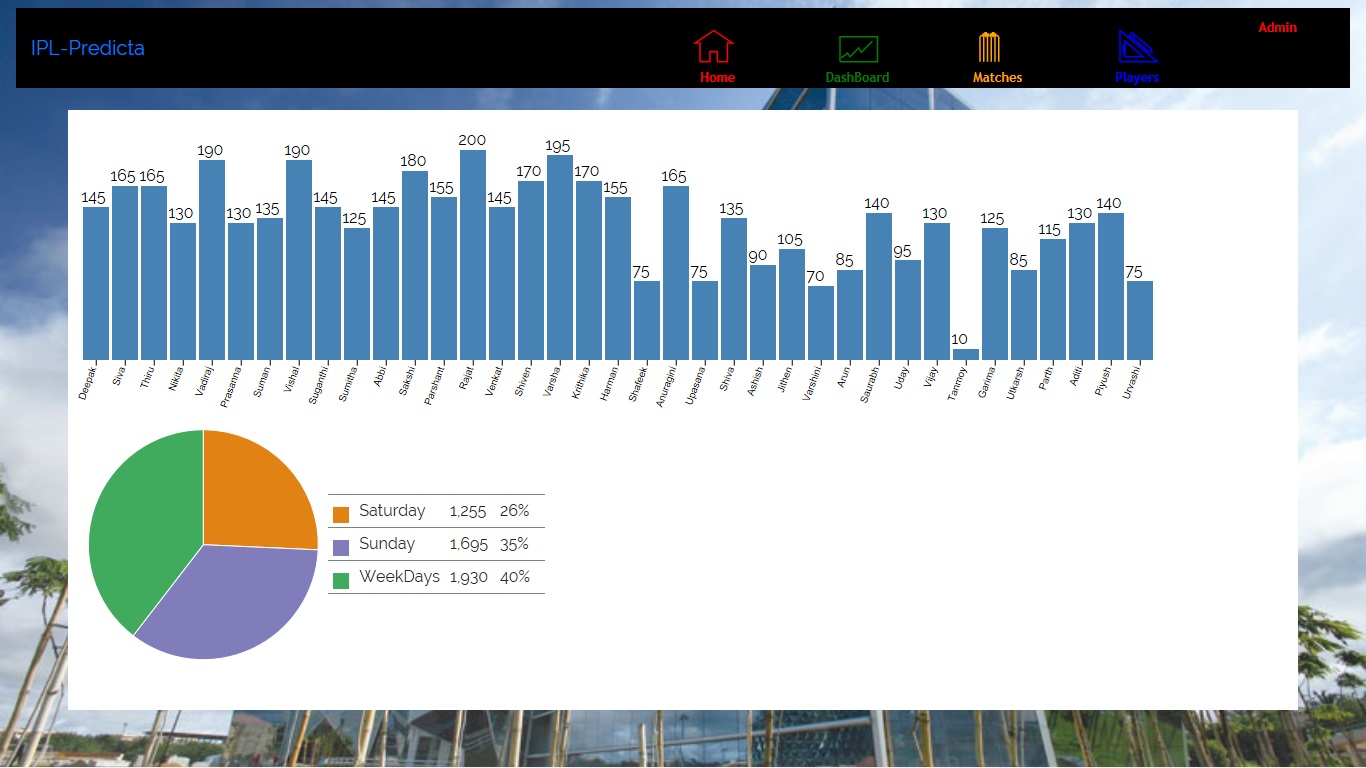 IPL-Predicta
Admin
Home DashBoard Matches Players
145 165 165 130 190 130 135 190 145 125 145 180 155 200 145 170 195 170 155 75 165 75 135 90 105 70 85 140 95 130 10 125 85 115 130 140 75
Deepak Siva Thiru Nikita Vadiraj Prasanna Suman Vishal Suganthi Sumitha Abbi Sakshi Parshant Rajat Venkat Shiven Varsha Krithika Harman Shafeek Anuragini Upasana Shiva Ashish Jithen Varshini Arun Saurabh Uday Vijay Tanmoy Garima Utkarsh Parth Aditi Piyush Urvashi
Saturday 1,255 26%
Sunday 1,695 35%
WeekDays 1,930 40%